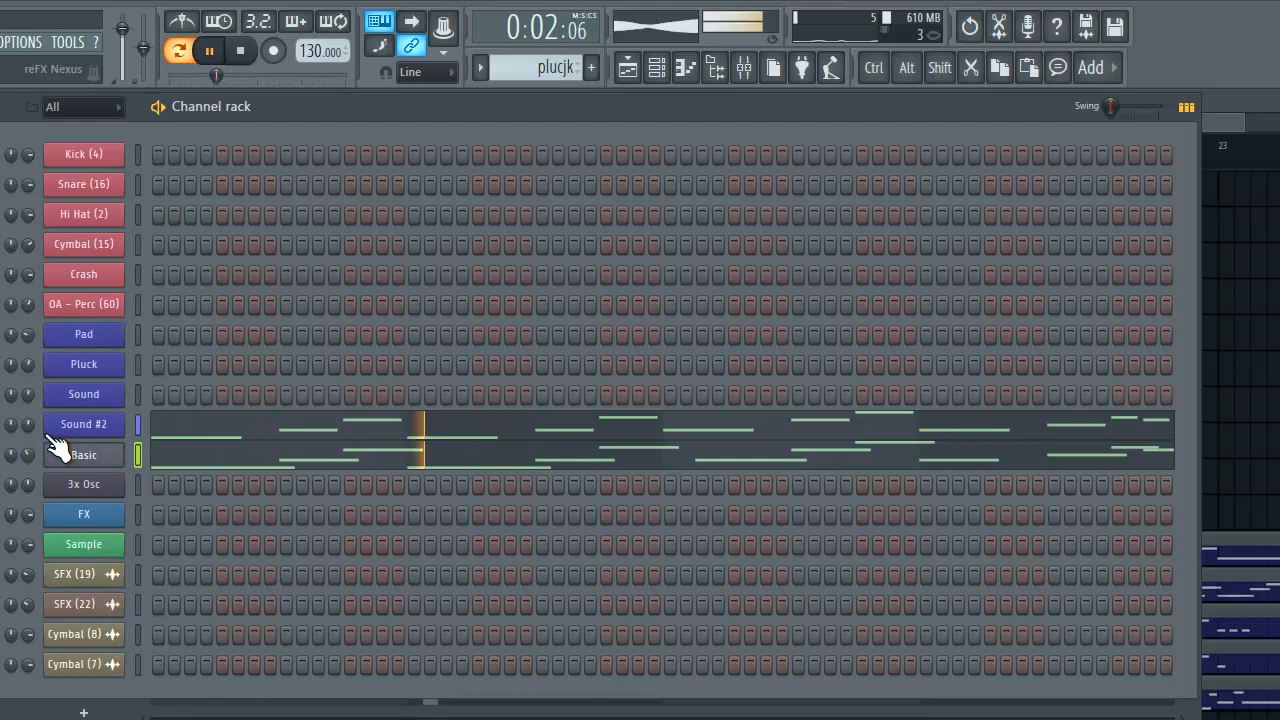 OPTIONS TOOLS ?
reFX Nexus
3.2.
130.000
Line
0:02:06
M:S:CS
plucjk
5
610 MB
3
Ctrl
Alt
Shift
Add
All
Channel rack
Swing
23
Kick (4)
Snare (16)
Hi Hat (2)
Cymbal (15)
Crash
OA - Perc (60)
Pad
Pluck
Sound
Sound #2
Basic
3x Osc
FX
Sample
SFX (19)
SFX (22)
Cymbal (8)
Cymbal (7)